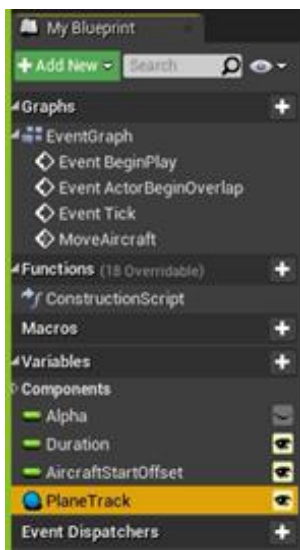 My Blueprint
+ Add New Search
Graphs
EventGraph
Event BeginPlay
Event ActorBeginOverlap
Event Tick
MoveAircraft
Functions (18 Overridable)
ConstructionScript
Macros
Variables
Components
Alpha
Duration
AircraftStartOffset
PlaneTrack
Event Dispatchers